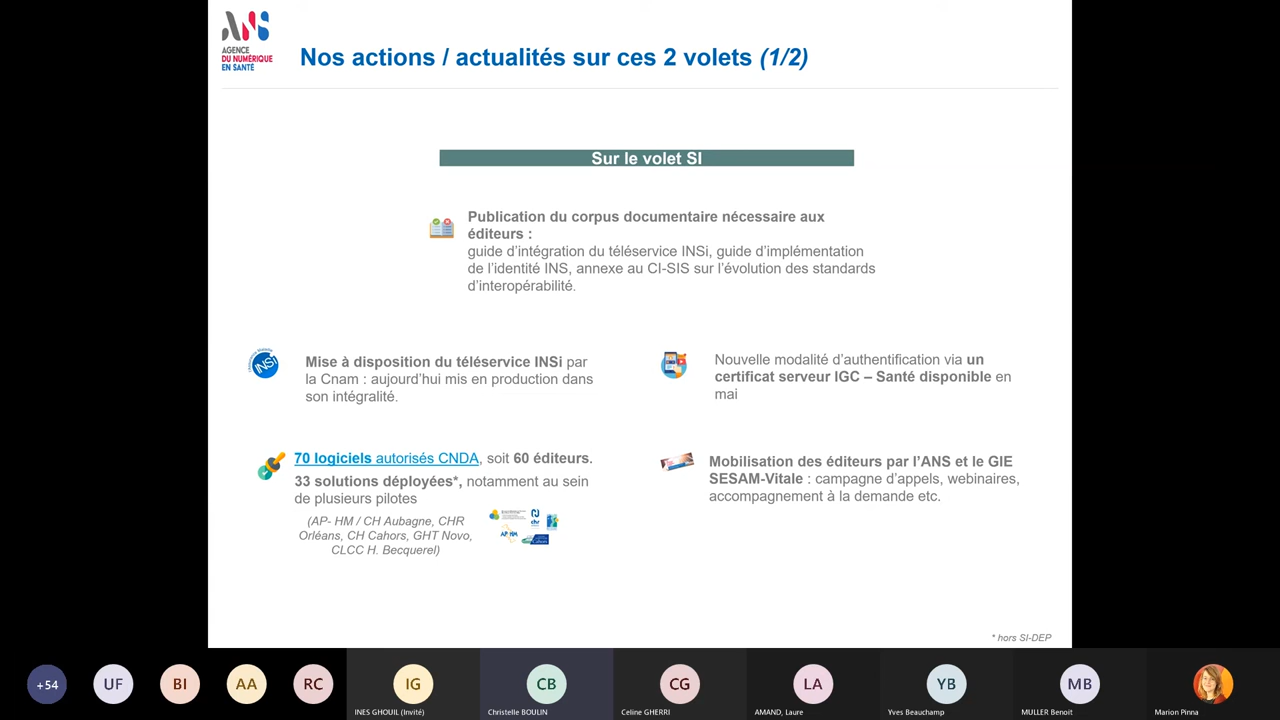 ANS
AGENCE
DU NUMÉRIQUE
EN SANTÉ
Nos actions / actualités sur ces 2 volets (1/2)
Sur le volet SI
Publication du corpus documentaire nécessaire aux
éditeurs :
guide d’intégration du téléservice INSi, guide d’implémentation
de l’identité INS, annexe au CI-SIS sur l’évolution des standards
d’interopérabilité.
INSi
Mise à disposition du téléservice INSi par
la Cnam : aujourd’hui mis en production dans
son intégralité.
Nouvelle modalité d’authentification via un
certificat serveur IGC – Santé disponible en
mai
70 logiciels autorisés CNDA, soit 60 éditeurs.
33 solutions déployées*, notamment au sein
de plusieurs pilotes
(AP- HM / CH Aubagne, CHR
Orléans, CH Cahors, GHT Novo,
CLCC H. Becquerel)
chr
AP HM
Mobilisation des éditeurs par l’ANS et le GIE
SESAM-Vitale : campagne d’appels, webinaires,
accompagnement à la demande etc.
* hors SI-DEP
+54
UF
BI
AA
RC
IG
CB
CG
LA
YB
MB
INES GHOUIL (Invité)
Christelle BOULIN
Celine GHERRI
AMAND, Laure
Yves Beauchamp
MULLER Benoit
Marion Pinna